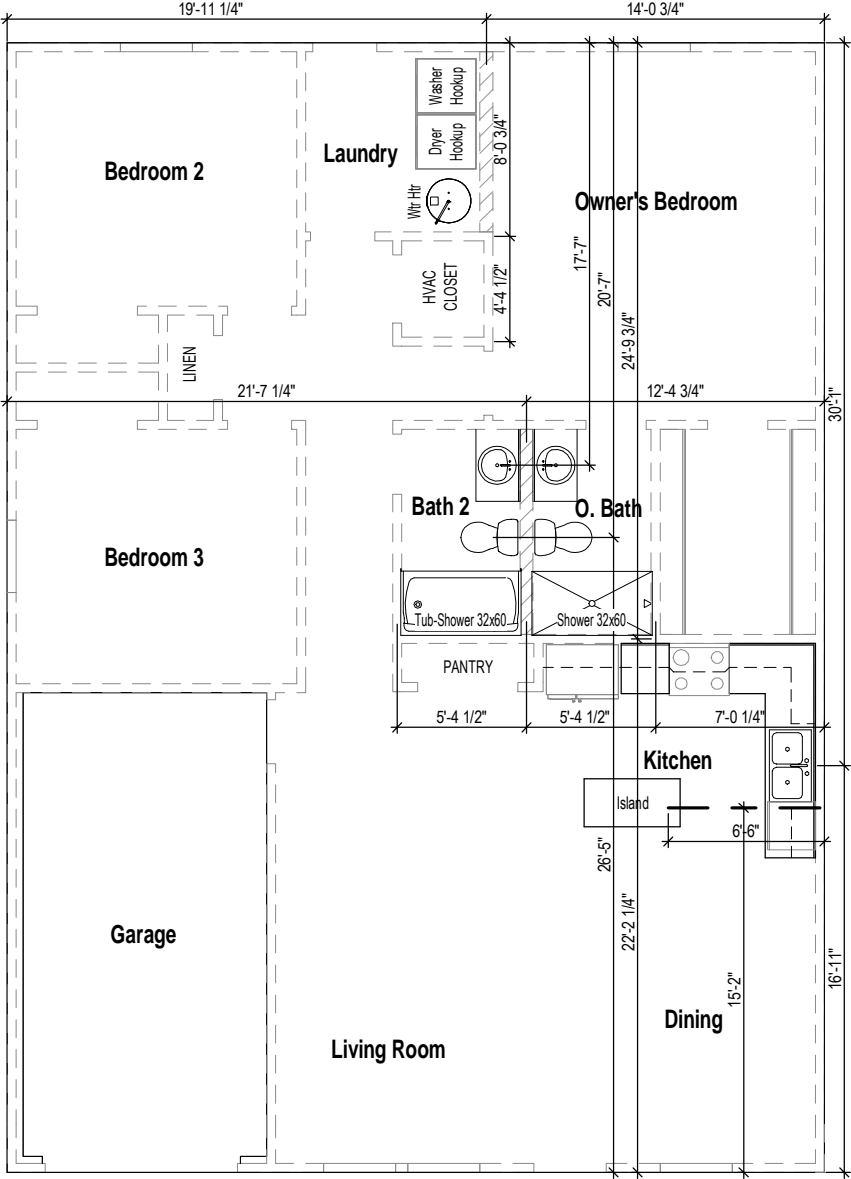 19'-11 1/4"
14'-0 3/4"
Washer
Hookup
Dryer
Hookup
8'-0 3/4"
Bedroom 2
Laundry
Wtr Htr
Owner's Bedroom
17'-7"
20'-7"
24'-9 3/4"
HVAC
CLOSET
4'-4 1/2"
LINEN
21'-7 1/4"
12'-4 3/4"
30'-1"
Bath 2
O. Bath
Bedroom 3
Tub-Shower 32x60
Shower 32x60
PANTRY
5'-4 1/2"
5'-4 1/2"
7'-0 1/4"
Kitchen
Island
6'-6"
26'-5"
22'-2 1/4"
15'-2"
16'-11"
Garage
Dining
Living Room